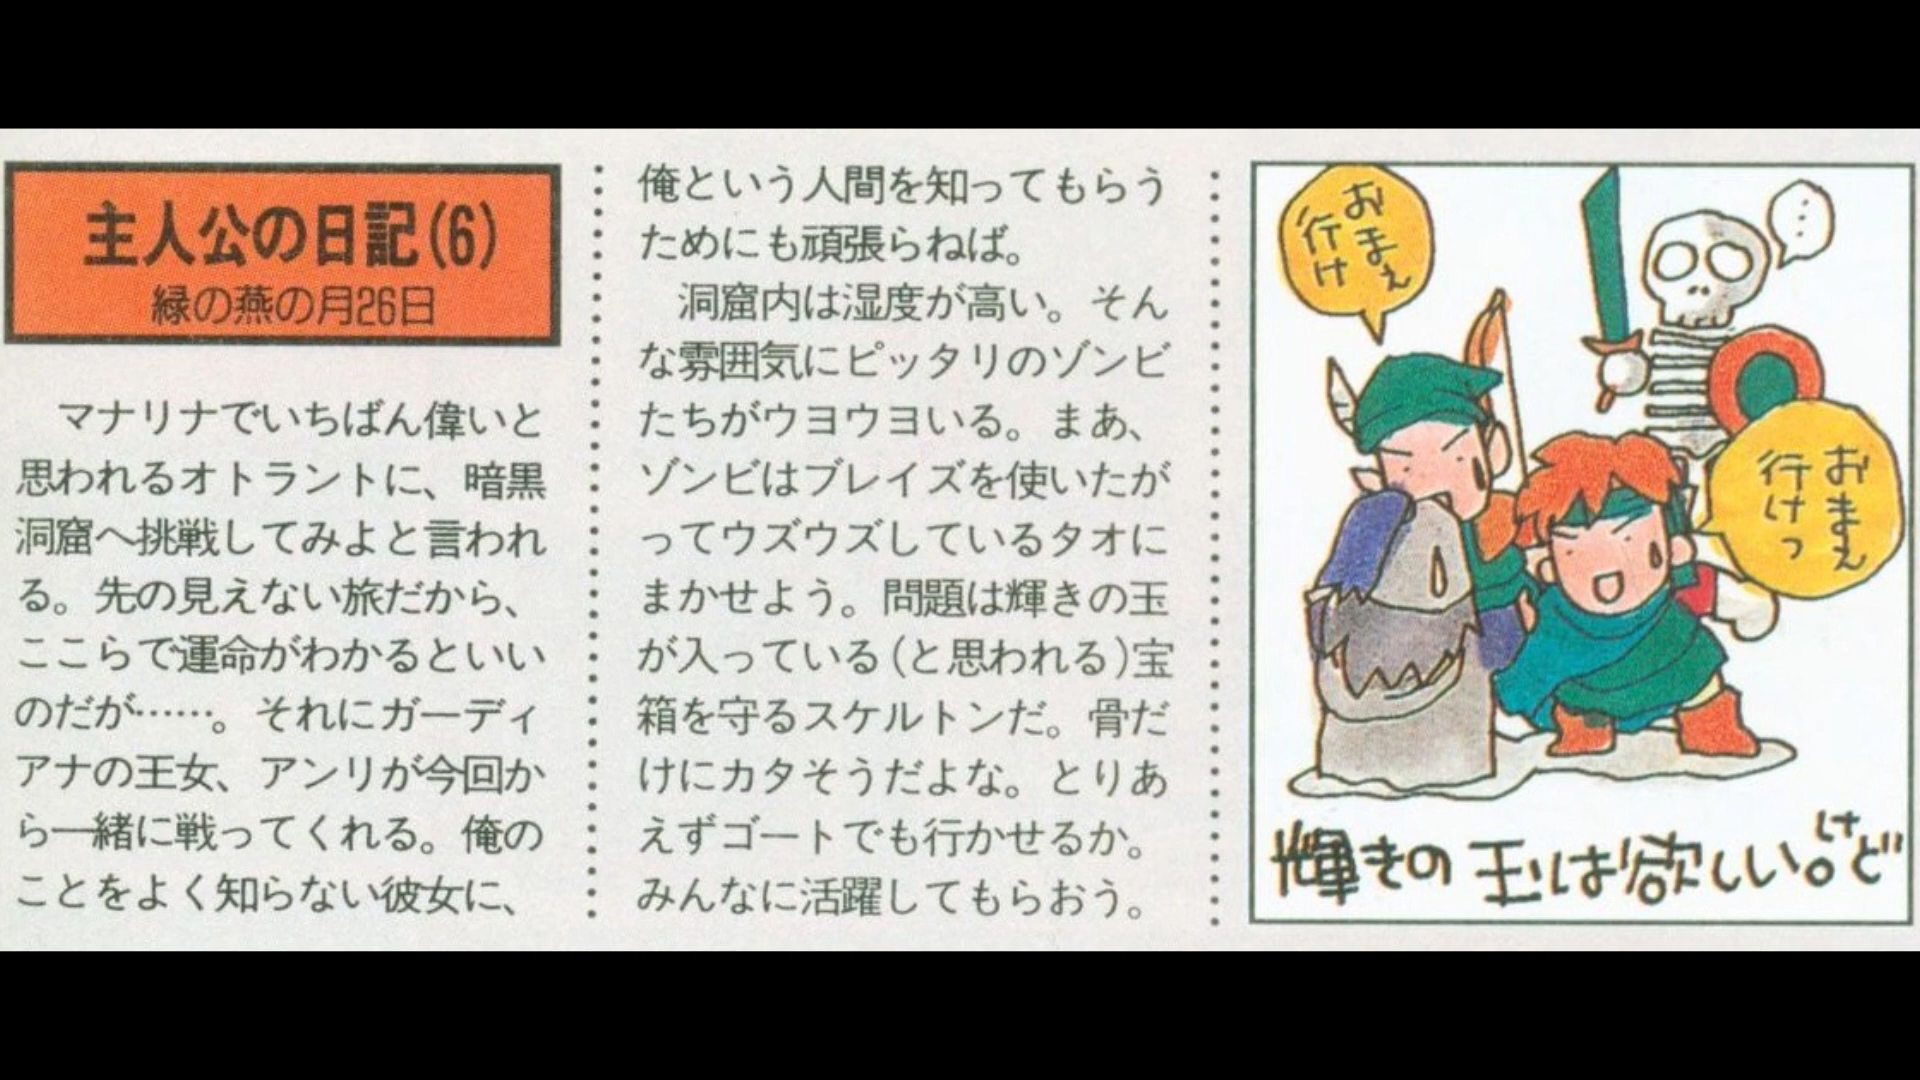 主人公の日記(6)
緑の燕の月26日
マナリナでいちばん偉いと
思われるオトラントに、暗黒
洞窟へ挑戦してみよと言われ
る。先の見えない旅だから、
ここらで運命がわかるといい
のだが……。それにガーディ
アナの王女、アンリが今回か
ら一緒に戦ってくれる。俺の
ことをよく知らない彼女に、
俺という人間を知ってもらう
ためにも頑張らねば。
洞窟内は湿度が高い。そん
な雰囲気にピッタリのゾンビ
たちがウヨウヨいる。まあ、
ゾンビはブレイズを使いたが
ってウズウズしているタオに
まかせよう。問題は輝きの玉
が入っている(と思われる)宝
箱を守るスケルトンだ。骨だ
けにカタそうだよな。とりあ
えずゴートでも行かせるか。
みんなに活躍してもらおう。
おまえ
行け
…
おまえ
行けっ
輝きの玉は欲しい。けど